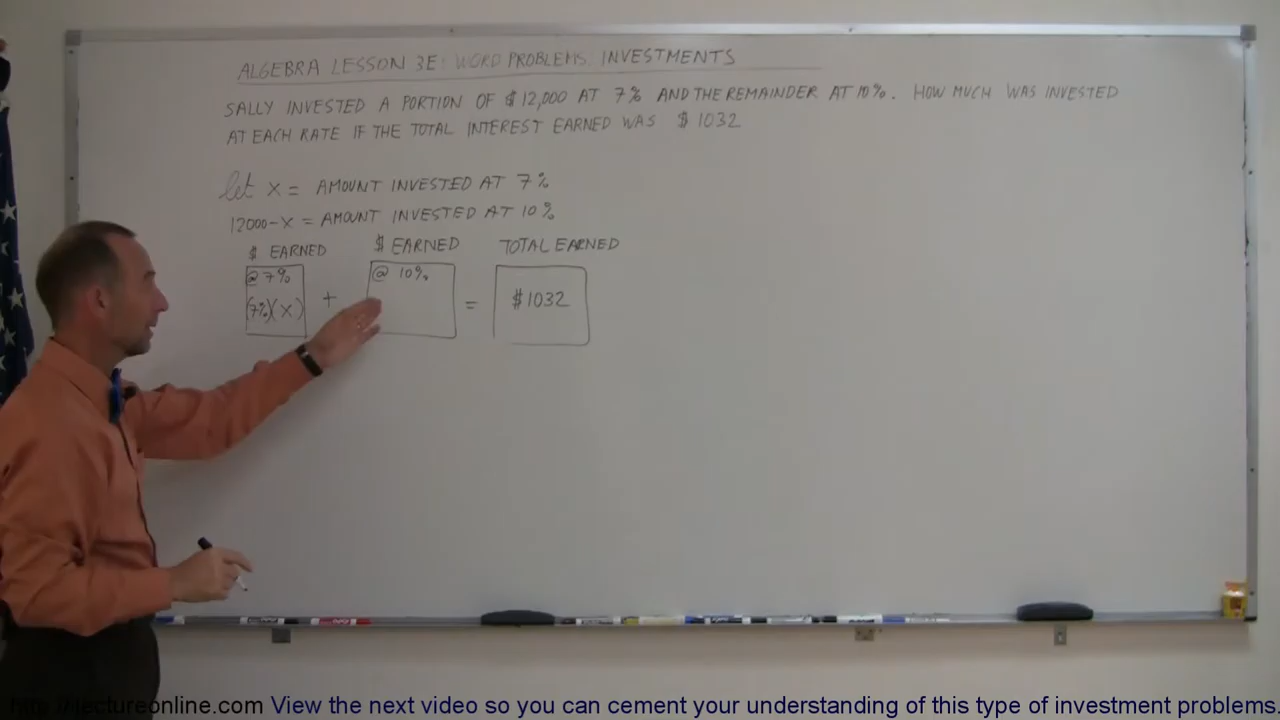 ALGEBRA LESSON 3E: WORD PROBLEMS: INVESTMENTS
SALLY INVESTED A PORTION OF $12,000 AT 7% AND THE REMAINDER AT 10%. HOW MUCH WAS INVESTED
AT EACH RATE IF THE TOTAL INTEREST EARNED WAS $1032
let X = AMOUNT INVESTED AT 7%
12000-X = AMOUNT INVESTED AT 10%
$ EARNED $ EARNED TOTAL EARNED
@ 7% @ 10%
(7%)(X) + = $1032
http://lectureonline.com View the next video so you can cement your understanding of this type of investment problems.